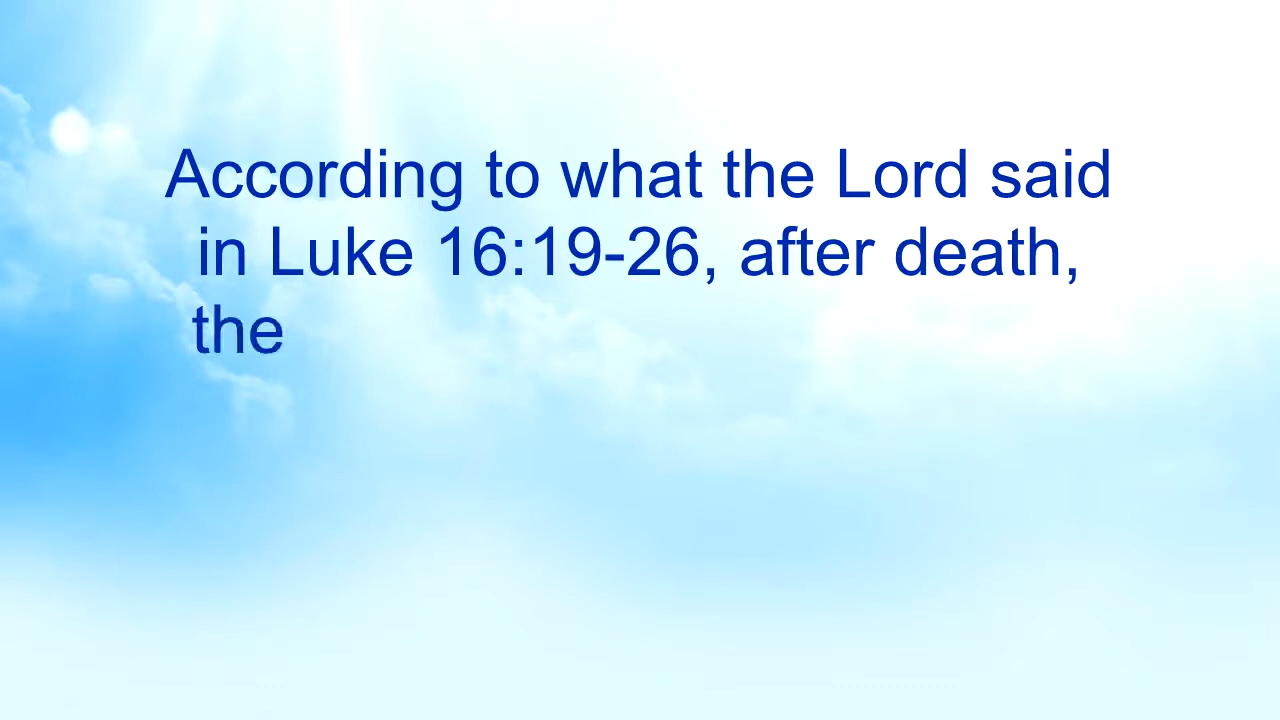 According to what the Lord said
in Luke 16:19-26, after death,
the